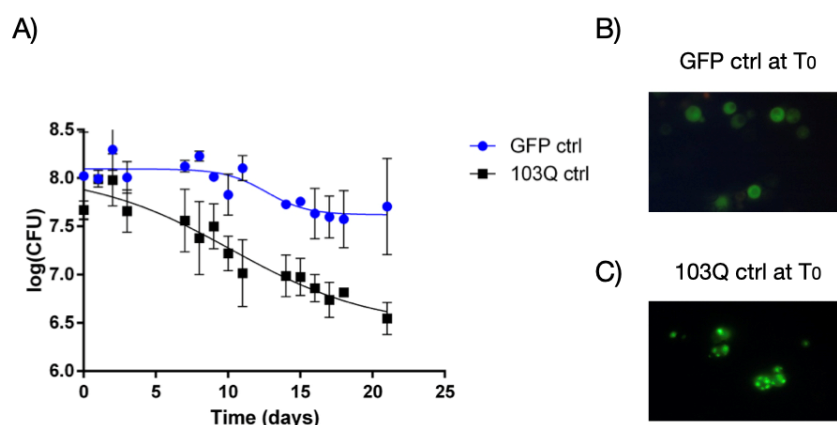 A)
8.5
8.0
7.5
7.0
6.5
6.0
log(CFU)
0
5
10
15
20
25
Time (days)
GFP ctrl
103Q ctrl
B)
GFP ctrl at T0
C)
103Q ctrl at T0